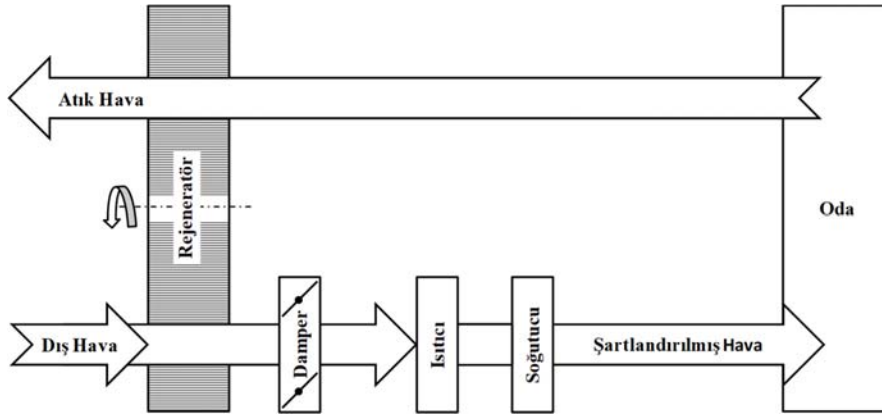 Atık Hava
Rejeneratör
Oda
Dış Hava
Damper
Isıtıcı
Soğutucu
Şartlandırılmış Hava